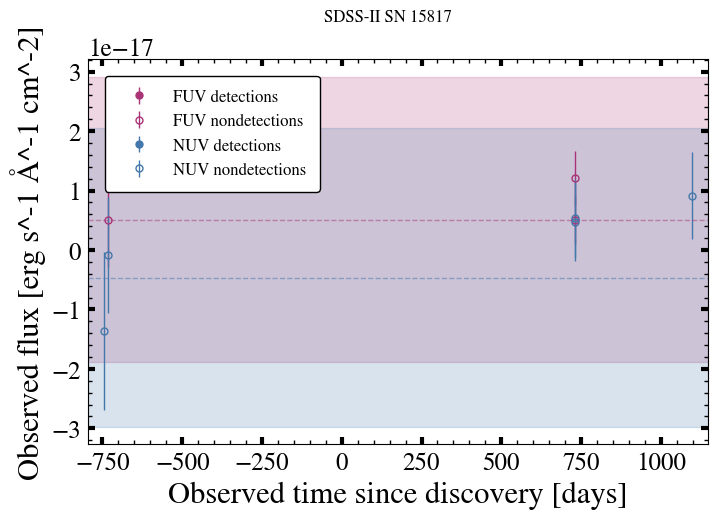 SDSS-II SN 15817
1e−17
Observed flux [erg s^-1 Å^-1 cm^-2]
3
2
1
0
−1
−2
−3
FUV detections
FUV nondetections
NUV detections
NUV nondetections
−750 −500 −250 0 250 500 750 1000
Observed time since discovery [days]